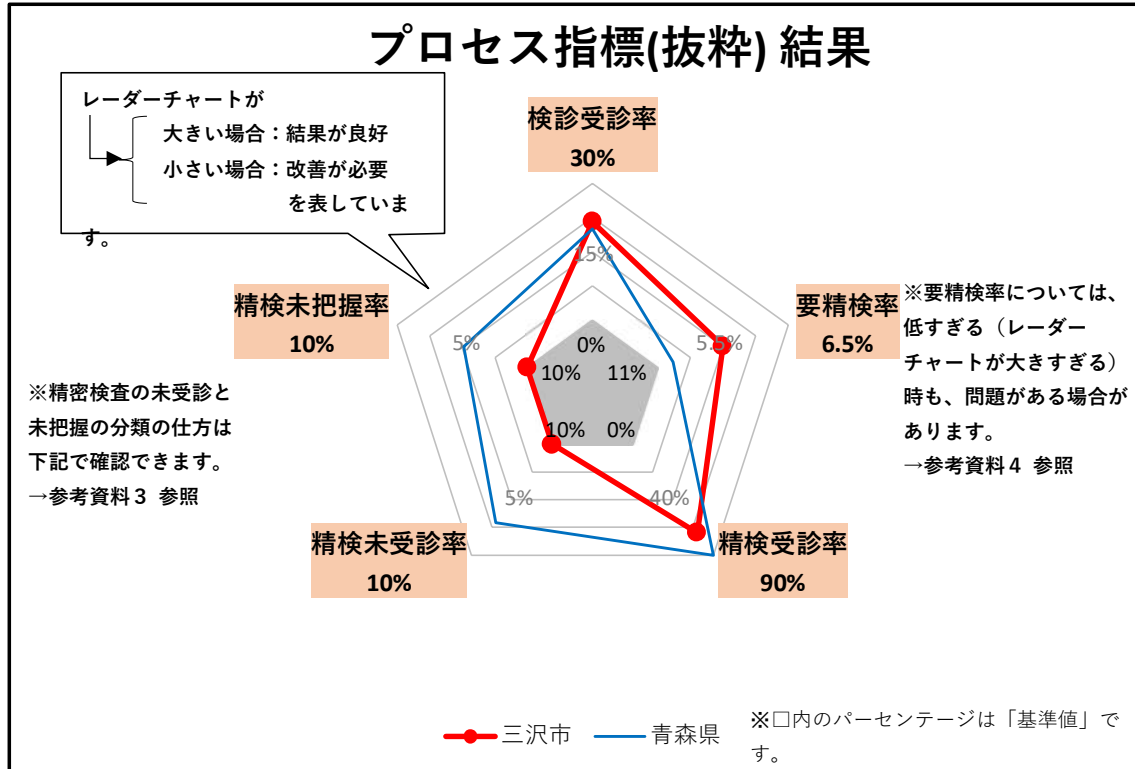 プロセス指標(抜粋) 結果
レーダーチャートが
大きい場合：結果が良好
小さい場合：改善が必要
を表していま
す。
検診受診率
30%
15%
精検未把握率
10%
5%
5.5%
要精検率
6.5%
※要精検率については、
低すぎる（レーダー
チャートが大きすぎる）
時も、問題がある場合が
あります。
→参考資料４ 参照
0%
10%
11%
10%
0%
※精密検査の未受診と
未把握の分類の仕方は
下記で確認できます。
→参考資料３ 参照
5%
40%
精検未受診率
10%
精検受診率
90%
三沢市
青森県
※□内のパーセンテージは「基準値」で
す。